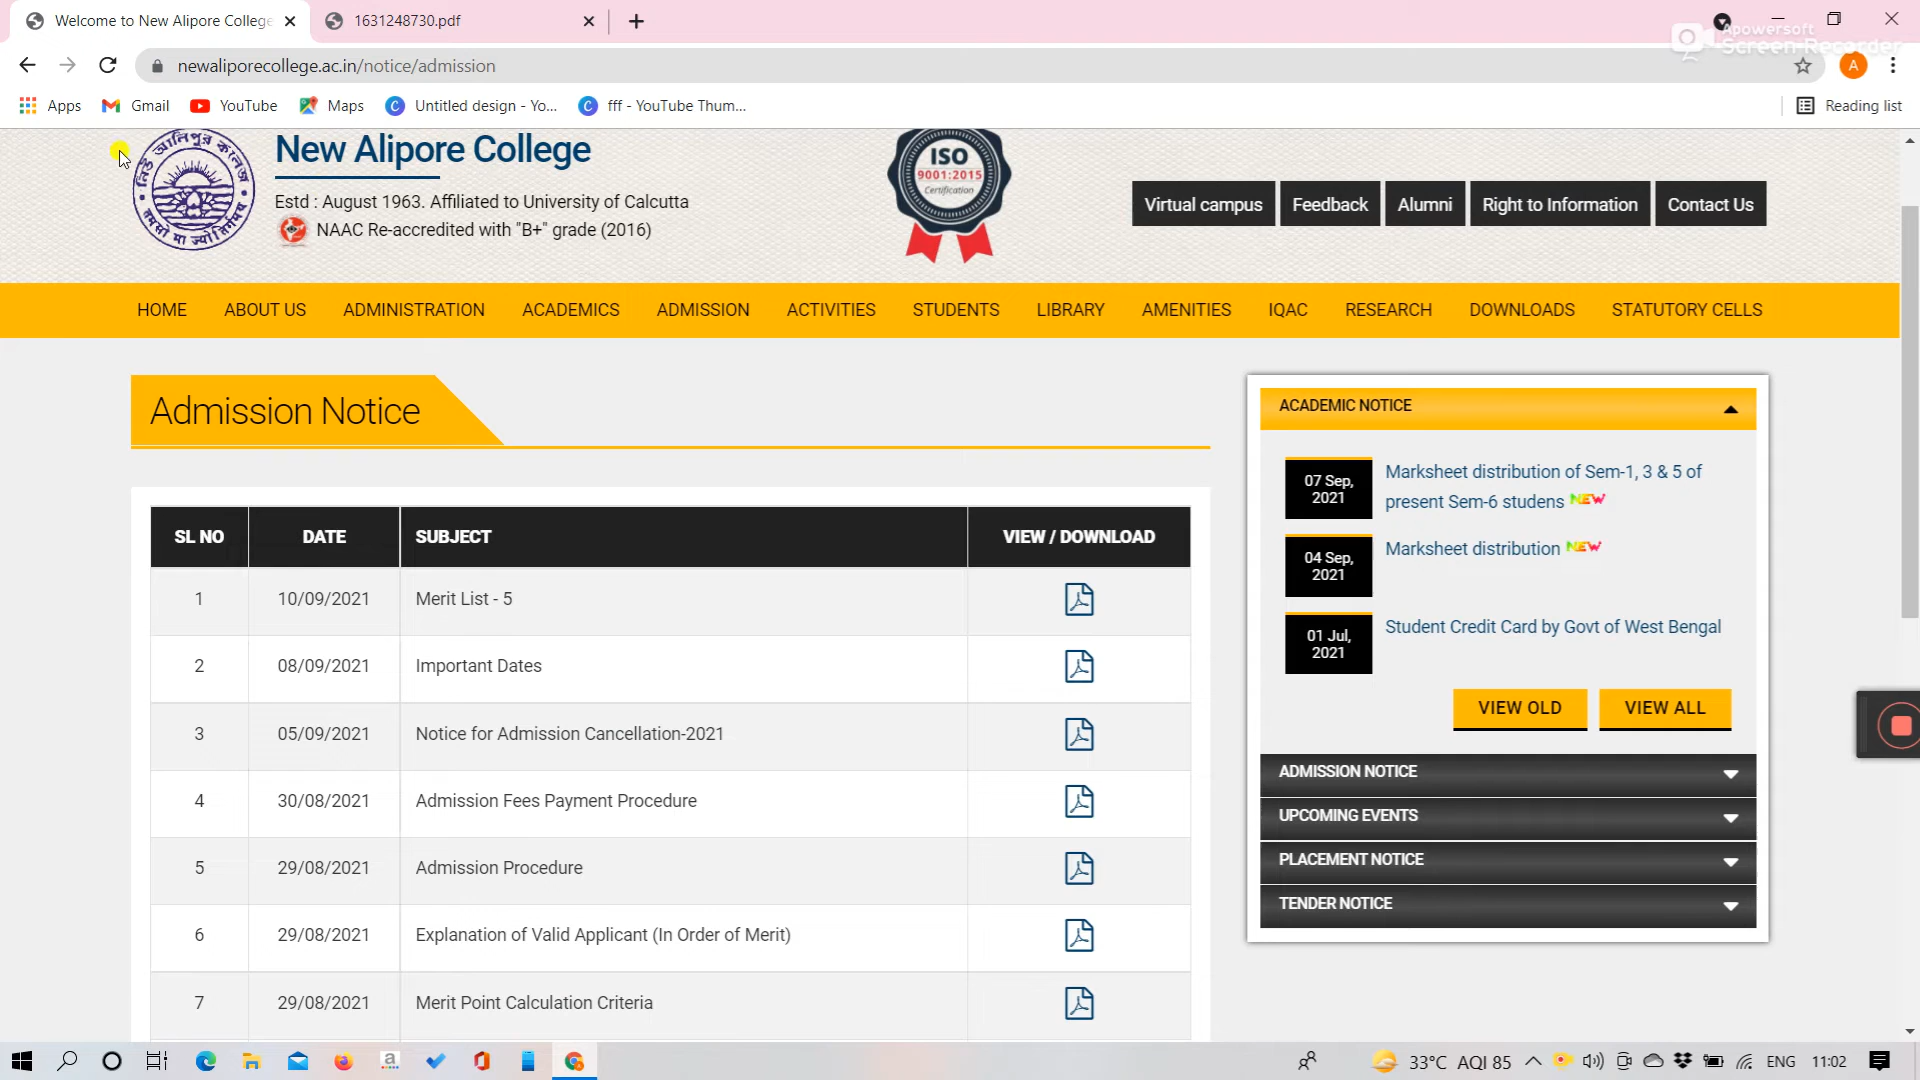 Welcome to New Alipore College
1631248730.pdf
Apowersoft
Screen Recorder
newaliporecollege.ac.in/notice/admission
A
Apps
Gmail
YouTube
Maps
Untitled design - Yo...
fff - YouTube Thum...
Reading list
নিউ আলিপুর কলেজ
তমসো মা জ্যোতির্গময়
New Alipore College
Estd : August 1963. Affiliated to University of Calcutta
NAAC Re-accredited with "B+" grade (2016)
ISO
9001:2015
Certification
Virtual campus
Feedback
Alumni
Right to Information
Contact Us
HOME
ABOUT US
ADMINISTRATION
ACADEMICS
ADMISSION
ACTIVITIES
STUDENTS
LIBRARY
AMENITIES
IQAC
RESEARCH
DOWNLOADS
STATUTORY CELLS
Admission Notice
SL NO DATE SUBJECT VIEW / DOWNLOAD
1 10/09/2021 Merit List - 5
2 08/09/2021 Important Dates
3 05/09/2021 Notice for Admission Cancellation-2021
4 30/08/2021 Admission Fees Payment Procedure
5 29/08/2021 Admission Procedure
6 29/08/2021 Explanation of Valid Applicant (In Order of Merit)
7 29/08/2021 Merit Point Calculation Criteria
ACADEMIC NOTICE
07 Sep,
2021
Marksheet distribution of Sem-1, 3 & 5 of
present Sem-6 studens NEW
04 Sep,
2021
Marksheet distribution NEW
01 Jul,
2021
Student Credit Card by Govt of West Bengal
VIEW OLD
VIEW ALL
ADMISSION NOTICE
UPCOMING EVENTS
PLACEMENT NOTICE
TENDER NOTICE
33°C AQI 85
ENG
11:02